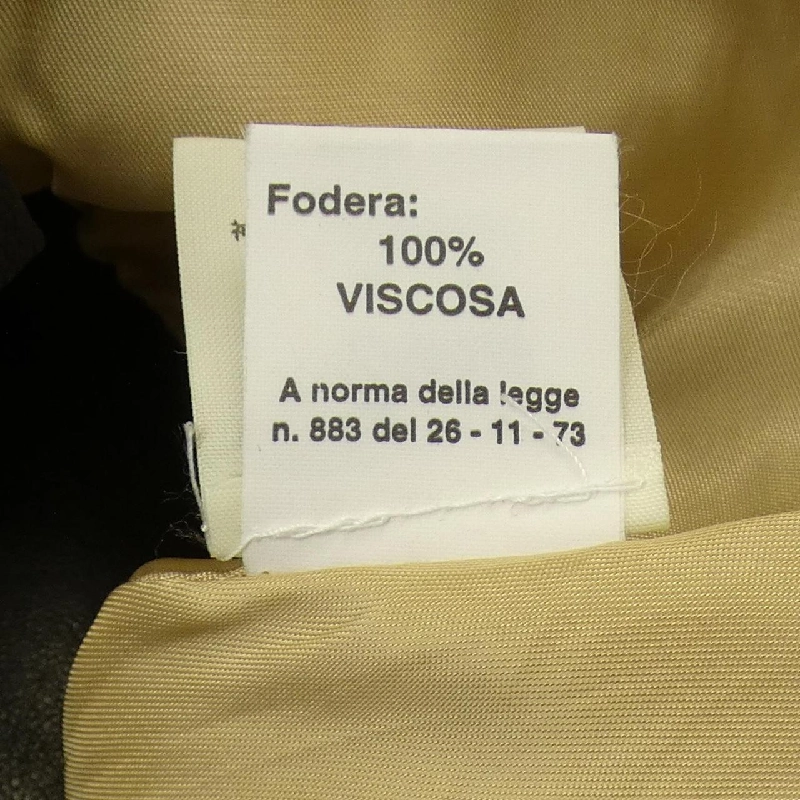 Fodera:
100%
VISCOSA
A norma della legge
n. 883 del 26 - 11 - 73